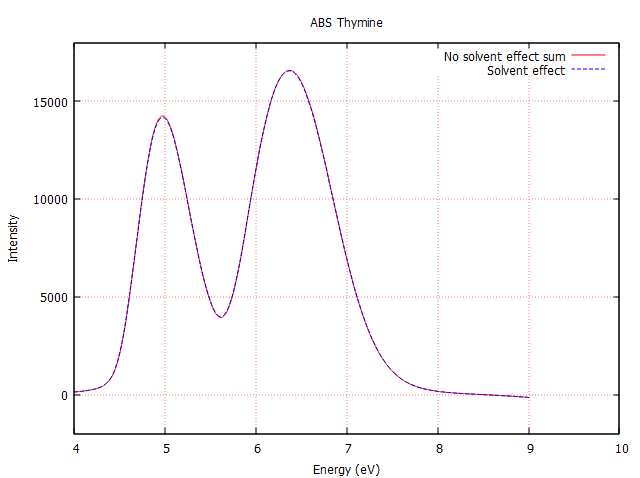 ABS Thymine
No solvent effect sum
Solvent effect
15000
10000
5000
0
Intensity
4 5 6 7 8 9 10
Energy (eV)